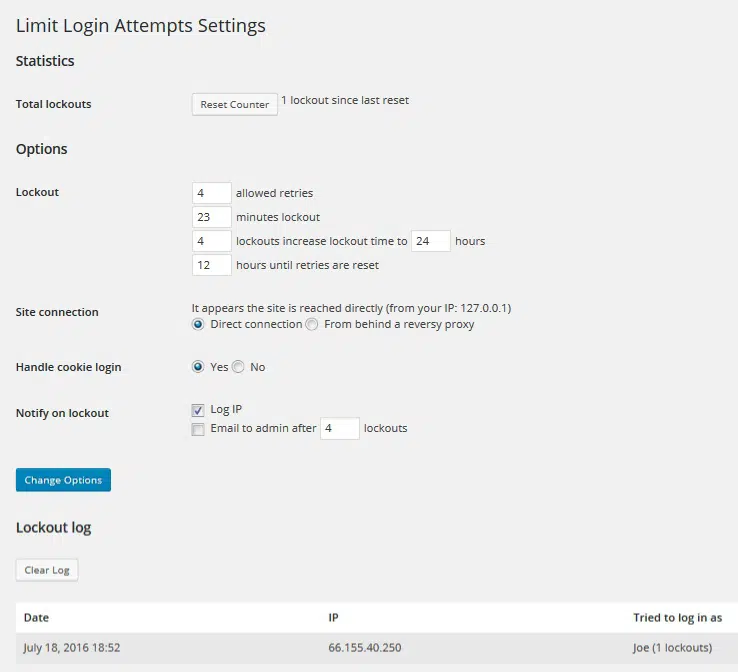 Limit Login Attempts Settings
Statistics
Total lockouts Reset Counter 1 lockout since last reset
Options
Lockout 4 allowed retries
23 minutes lockout
4 lockouts increase lockout time to 24 hours
12 hours until retries are reset
Site connection It appears the site is reached directly (from your IP: 127.0.0.1)
Direct connection From behind a reversy proxy
Handle cookie login Yes No
Notify on lockout Log IP
Email to admin after 4 lockouts
Change Options
Lockout log
Clear Log
Date IP Tried to log in as
July 18, 2016 18:52 66.155.40.250 Joe (1 lockouts)